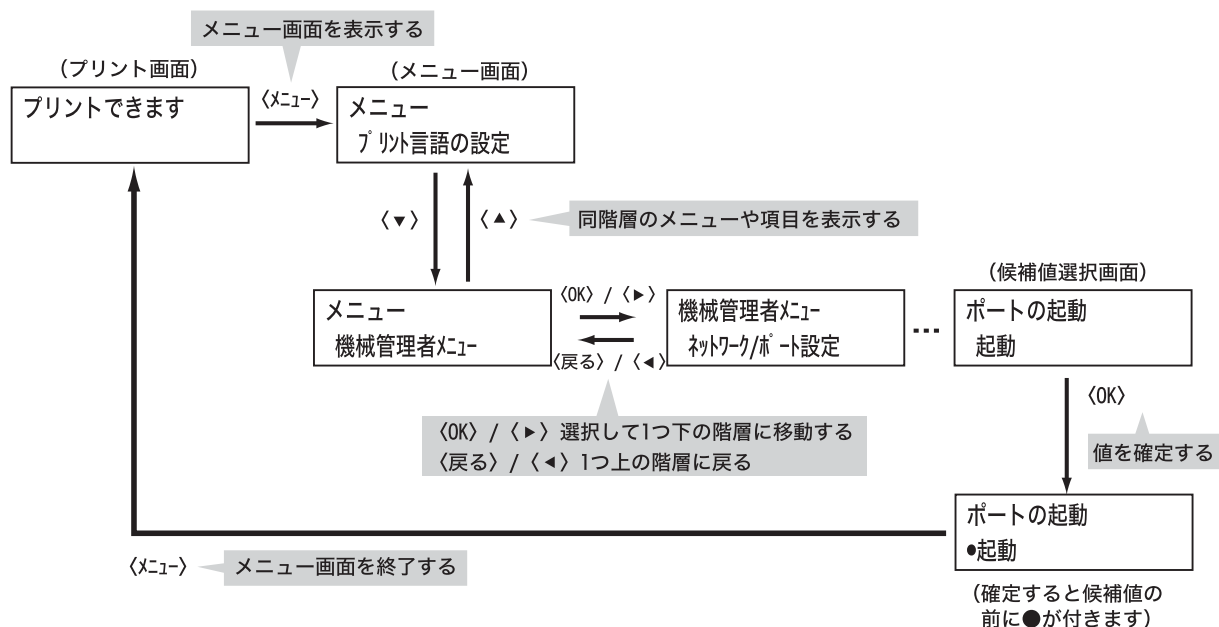 メニュー画面を表示する
(プリント画面)
(メニュー画面)
プリントできます
〈ﾒﾆｭｰ〉
メニュー
ﾌﾟﾘﾝﾄ言語の設定
〈▼〉
〈▲〉
同階層のメニューや項目を表示する
(候補値選択画面)
メニュー
機械管理者ﾒﾆｭｰ
〈OK〉 / 〈▶〉
〈戻る〉 / 〈◀〉
機械管理者ﾒﾆｭｰ
ﾈｯﾄﾜｰｸ/ﾎﾟｰﾄ設定
…
ポートの起動
起動
〈OK〉
〈OK〉 / 〈▶〉 選択して1つ下の階層に移動する
〈戻る〉 / 〈◀〉 1つ上の階層に戻る
値を確定する
ポートの起動
●起動
〈ﾒﾆｭｰ〉
メニュー画面を終了する
(確定すると候補値の
前に●が付きます)